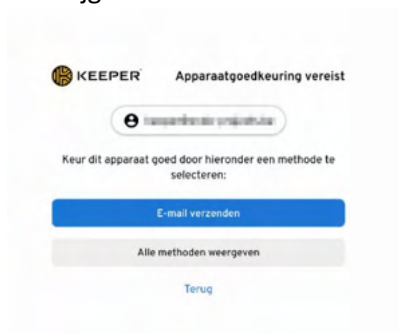 KEEPER Apparaatgoedkeuring vereist
Keur dit apparaat goed door hieronder een methode te
selecteren:
E-mail verzenden
Alle methoden weergeven
Terug